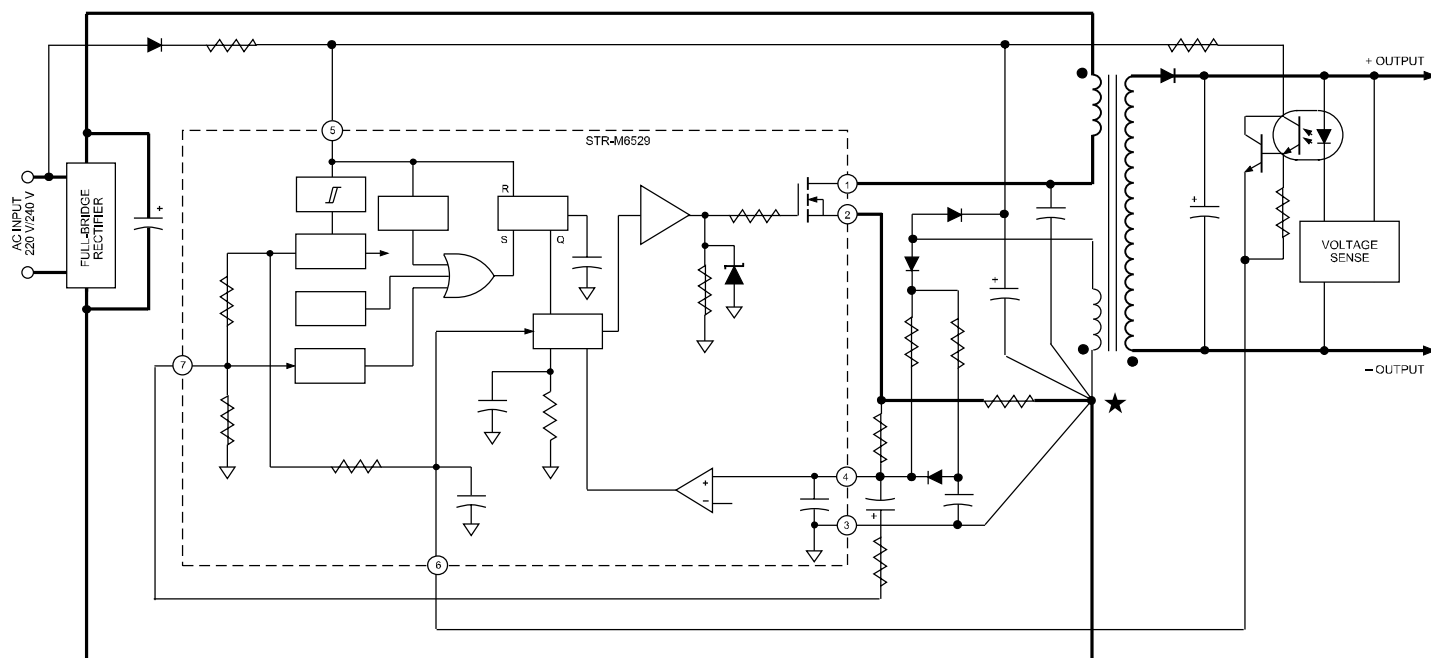 + OUTPUT
5
STR-M6529
AC INPUT
220 V/240 V
FULL-BRIDGE
RECTIFIER
+
R
S
Q
1
2
+
+
VOLTAGE
SENSE
7
– OUTPUT
4
+
–
3
+
6